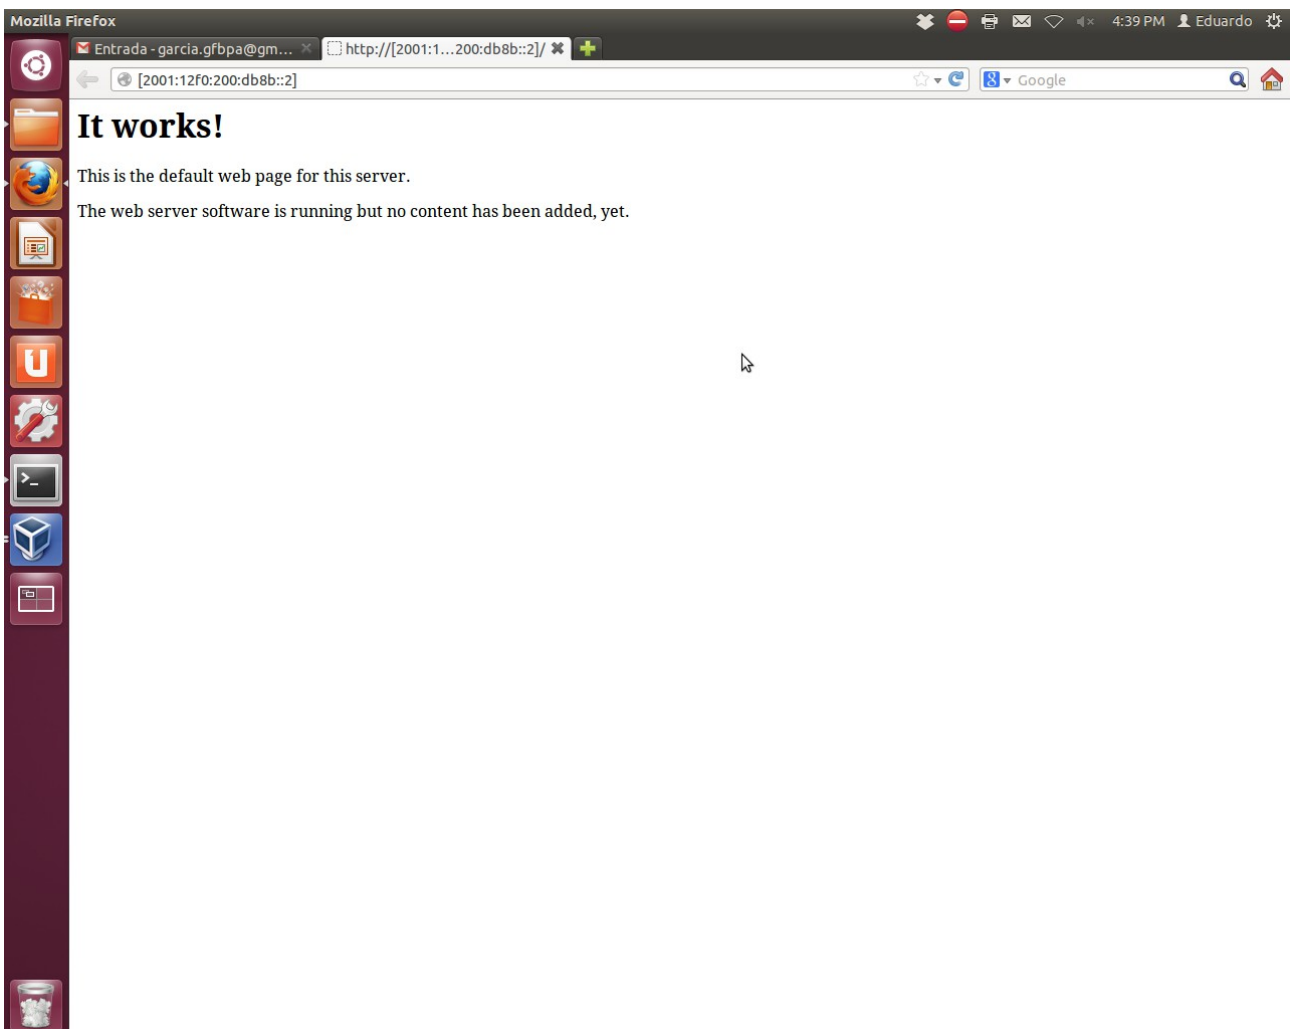 Mozilla Firefox
4:39 PM Eduardo
Entrada - garcia.gfbpa@gm...
http://[2001:1...200:db8b::2]/
[2001:12f0:200:db8b::2]
Google
It works!
This is the default web page for this server.
The web server software is running but no content has been added, yet.